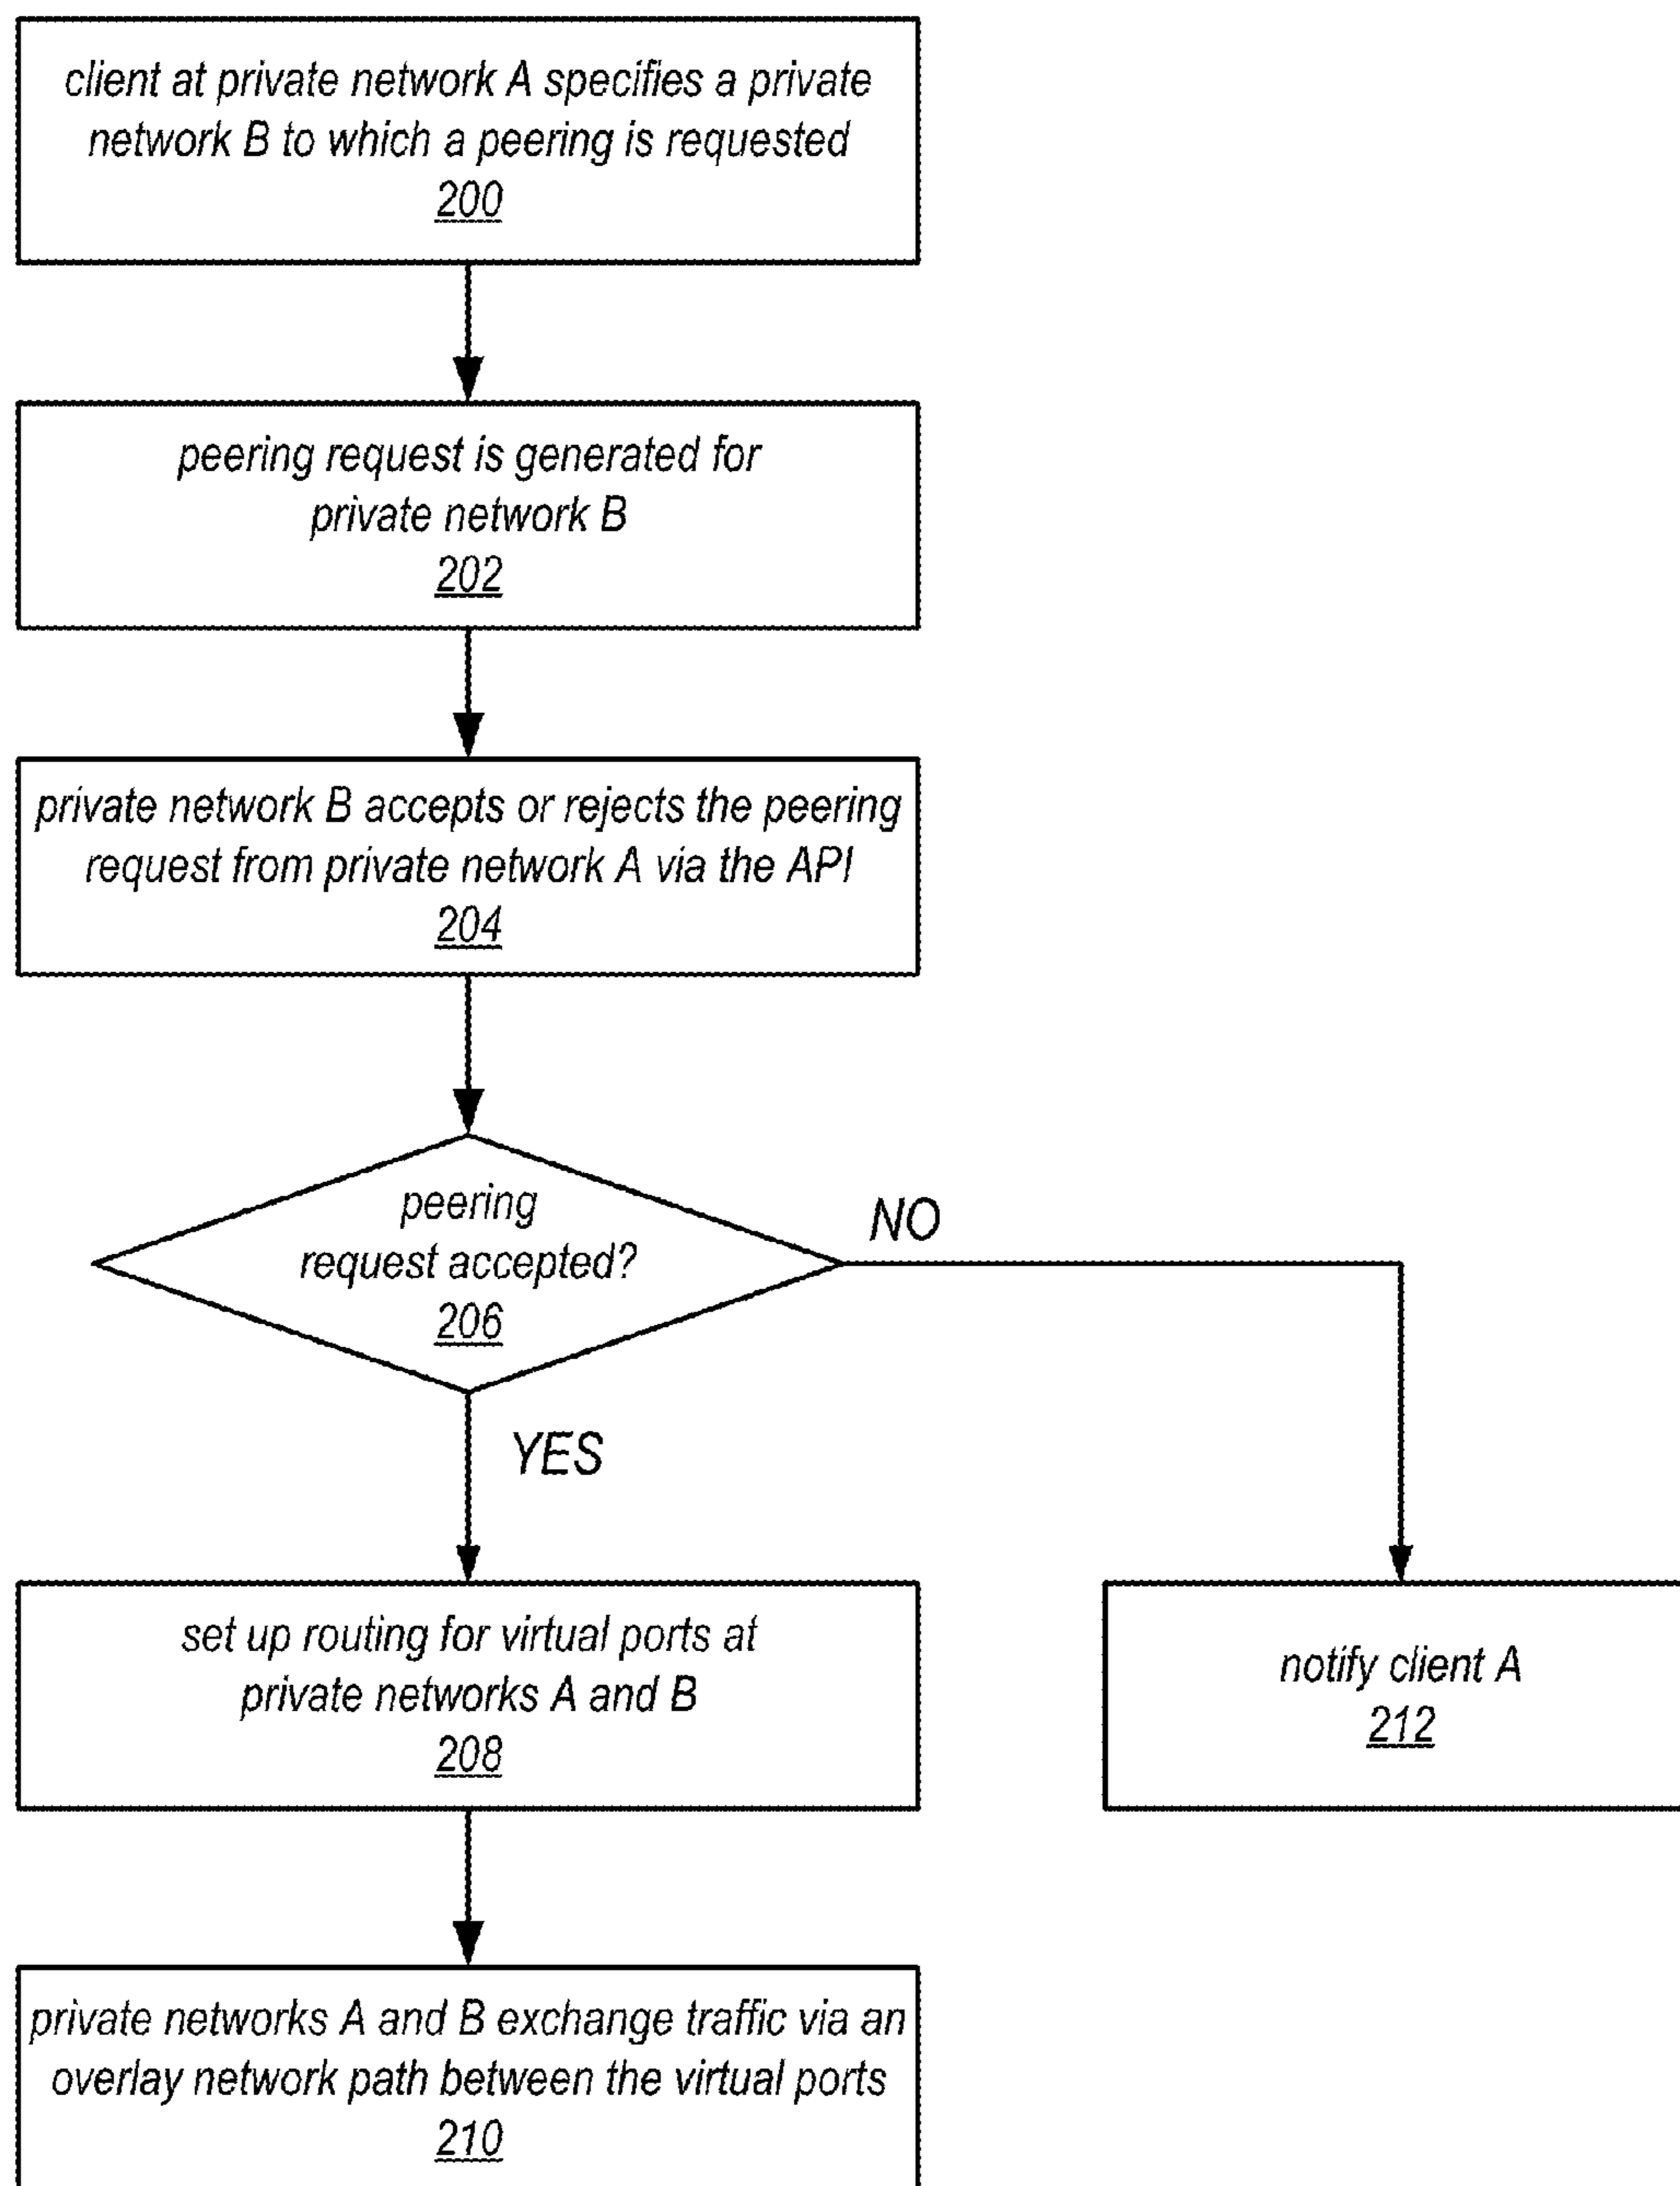 client at private network A specifies a private
network B to which a peering is requested
200
peering request is generated for
private network B
202
private network B accepts or rejects the peering
request from private network A via the API
204
peering
request accepted?
206
NO
YES
set up routing for virtual ports at
private networks A and B
208
notify client A
212
private networks A and B exchange traffic via an
overlay network path between the virtual ports
210